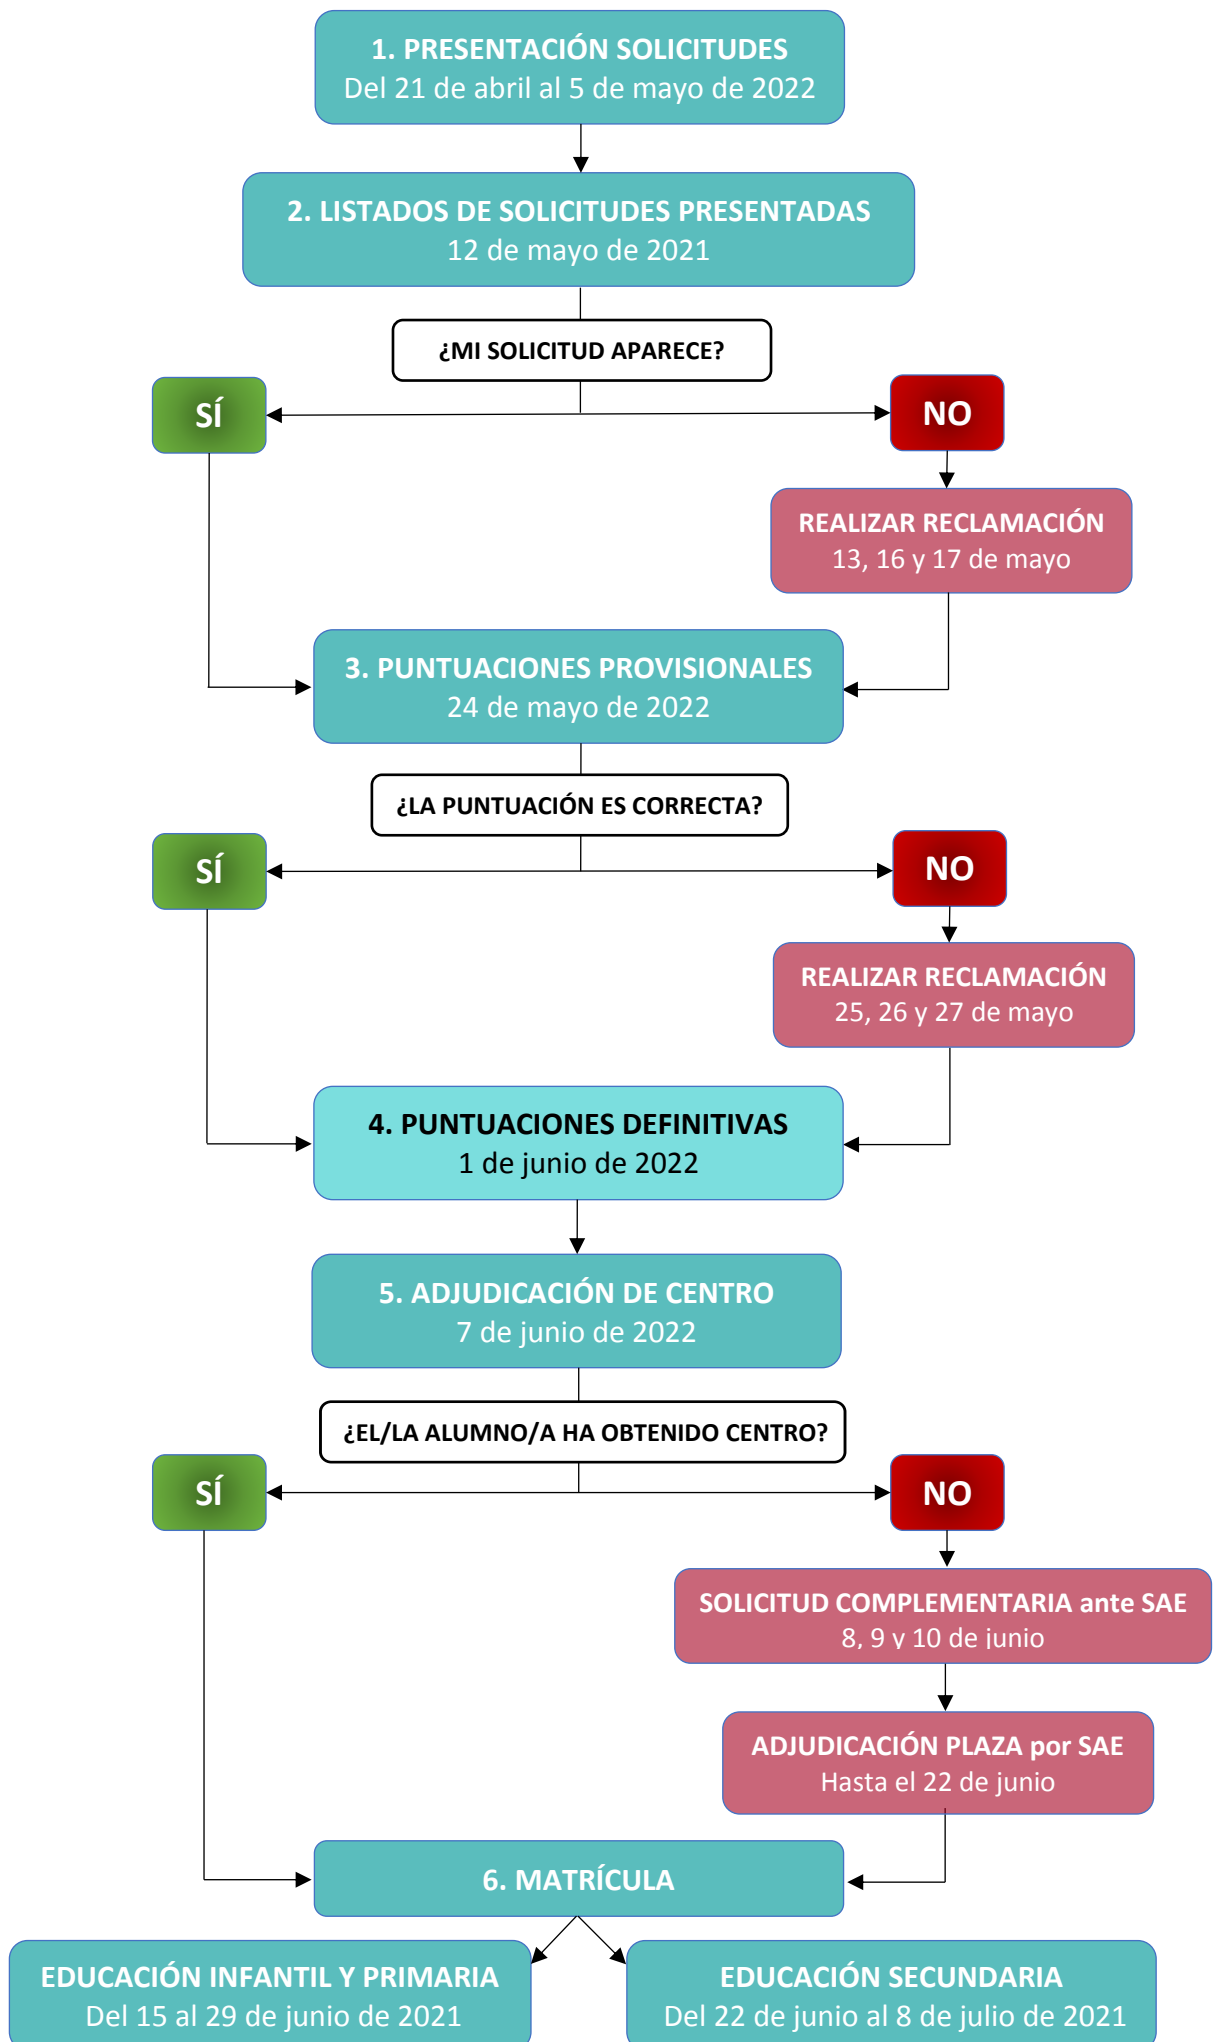 1. PRESENTACIÓN SOLICITUDES
Del 21 de abril al 5 de mayo de 2022
2. LISTADOS DE SOLICITUDES PRESENTADAS
12 de mayo de 2021
¿MI SOLICITUD APARECE?
SÍ
NO
REALIZAR RECLAMACIÓN
13, 16 y 17 de mayo
3. PUNTUACIONES PROVISIONALES
24 de mayo de 2022
¿LA PUNTUACIÓN ES CORRECTA?
SÍ
NO
REALIZAR RECLAMACIÓN
25, 26 y 27 de mayo
4. PUNTUACIONES DEFINITIVAS
1 de junio de 2022
5. ADJUDICACIÓN DE CENTRO
7 de junio de 2022
¿EL/LA ALUMNO/A HA OBTENIDO CENTRO?
SÍ
NO
SOLICITUD COMPLEMENTARIA ante SAE
8, 9 y 10 de junio
ADJUDICACIÓN PLAZA por SAE
Hasta el 22 de junio
6. MATRÍCULA
EDUCACIÓN INFANTIL Y PRIMARIA
Del 15 al 29 de junio de 2021
EDUCACIÓN SECUNDARIA
Del 22 de junio al 8 de julio de 2021